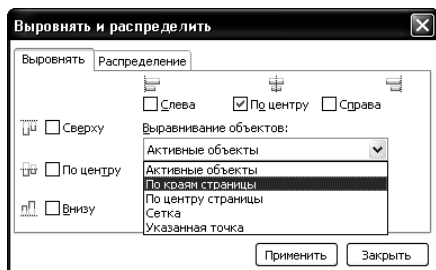 Выровнять и распределить
Выровнять Распределение
Слева По центру Справа
Сверху Выравнивание объектов:
Активные объекты
По центру Активные объекты
По краям страницы
По центру страницы
Внизу Сетка
Указанная точка
Применить Закрыть